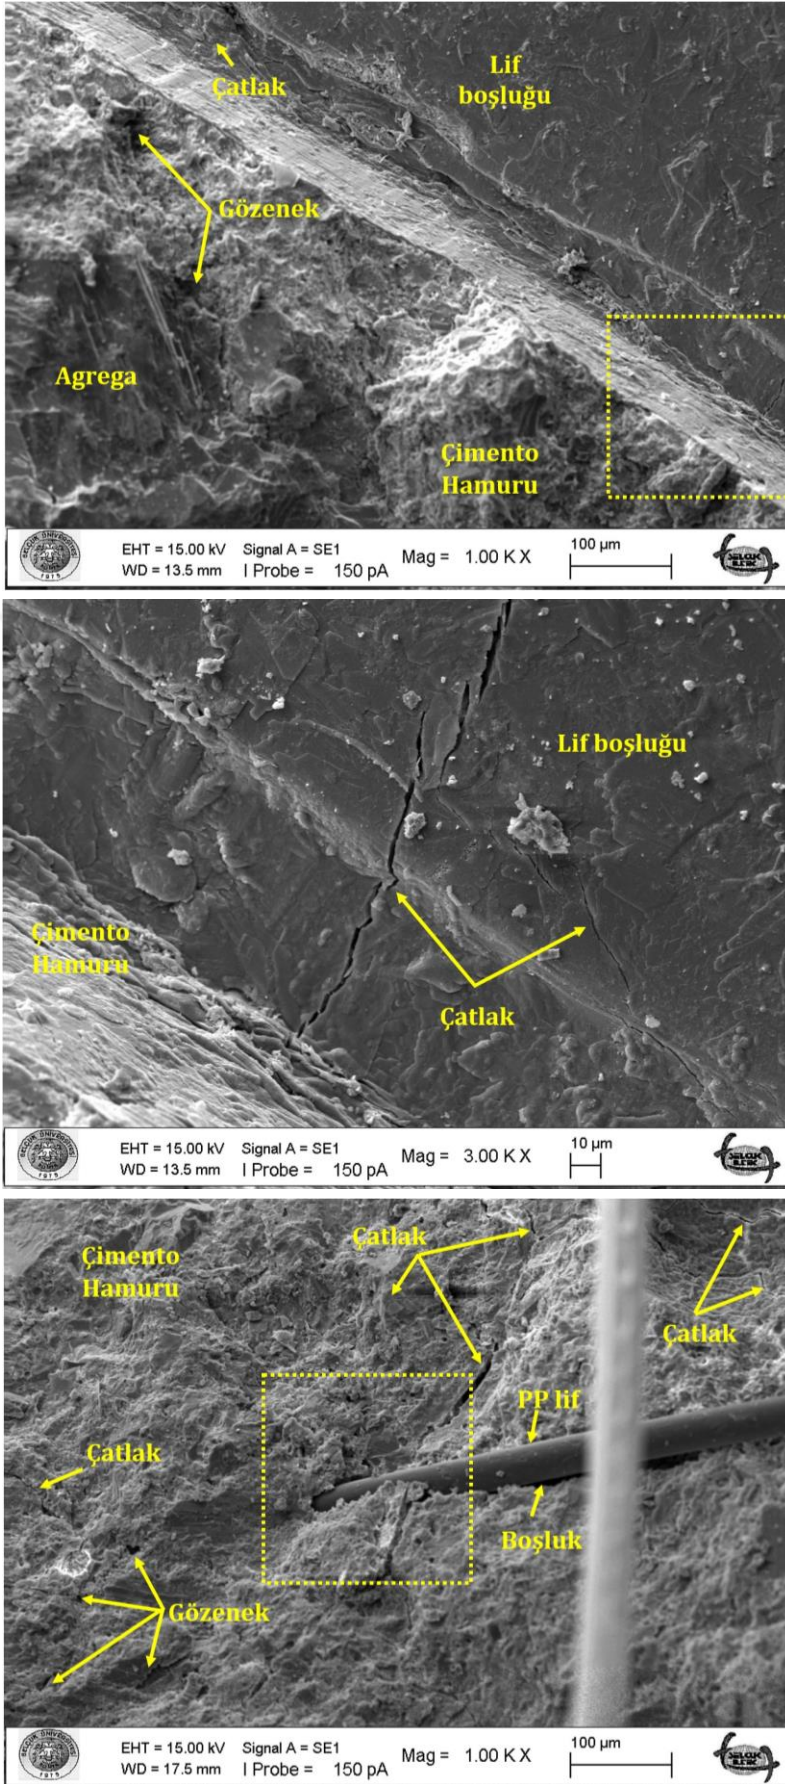 Çatlak
Lif
boşluğu
Gözenek
Agrega
Çimento
Hamuru
EHT = 15.00 kV Signal A = SE1 Mag = 1.00 K X 100 µm
WD = 13.5 mm I Probe = 150 pA
Lif boşluğu
Çimento
Hamuru
Çatlak
EHT = 15.00 kV Signal A = SE1 Mag = 3.00 K X 10 µm
WD = 13.5 mm I Probe = 150 pA
Çimento
Hamuru
Çatlak
Çatlak
PP lif
Çatlak
Boşluk
Gözenek
EHT = 15.00 kV Signal A = SE1 Mag = 1.00 K X 100 µm
WD = 17.5 mm I Probe = 150 pA